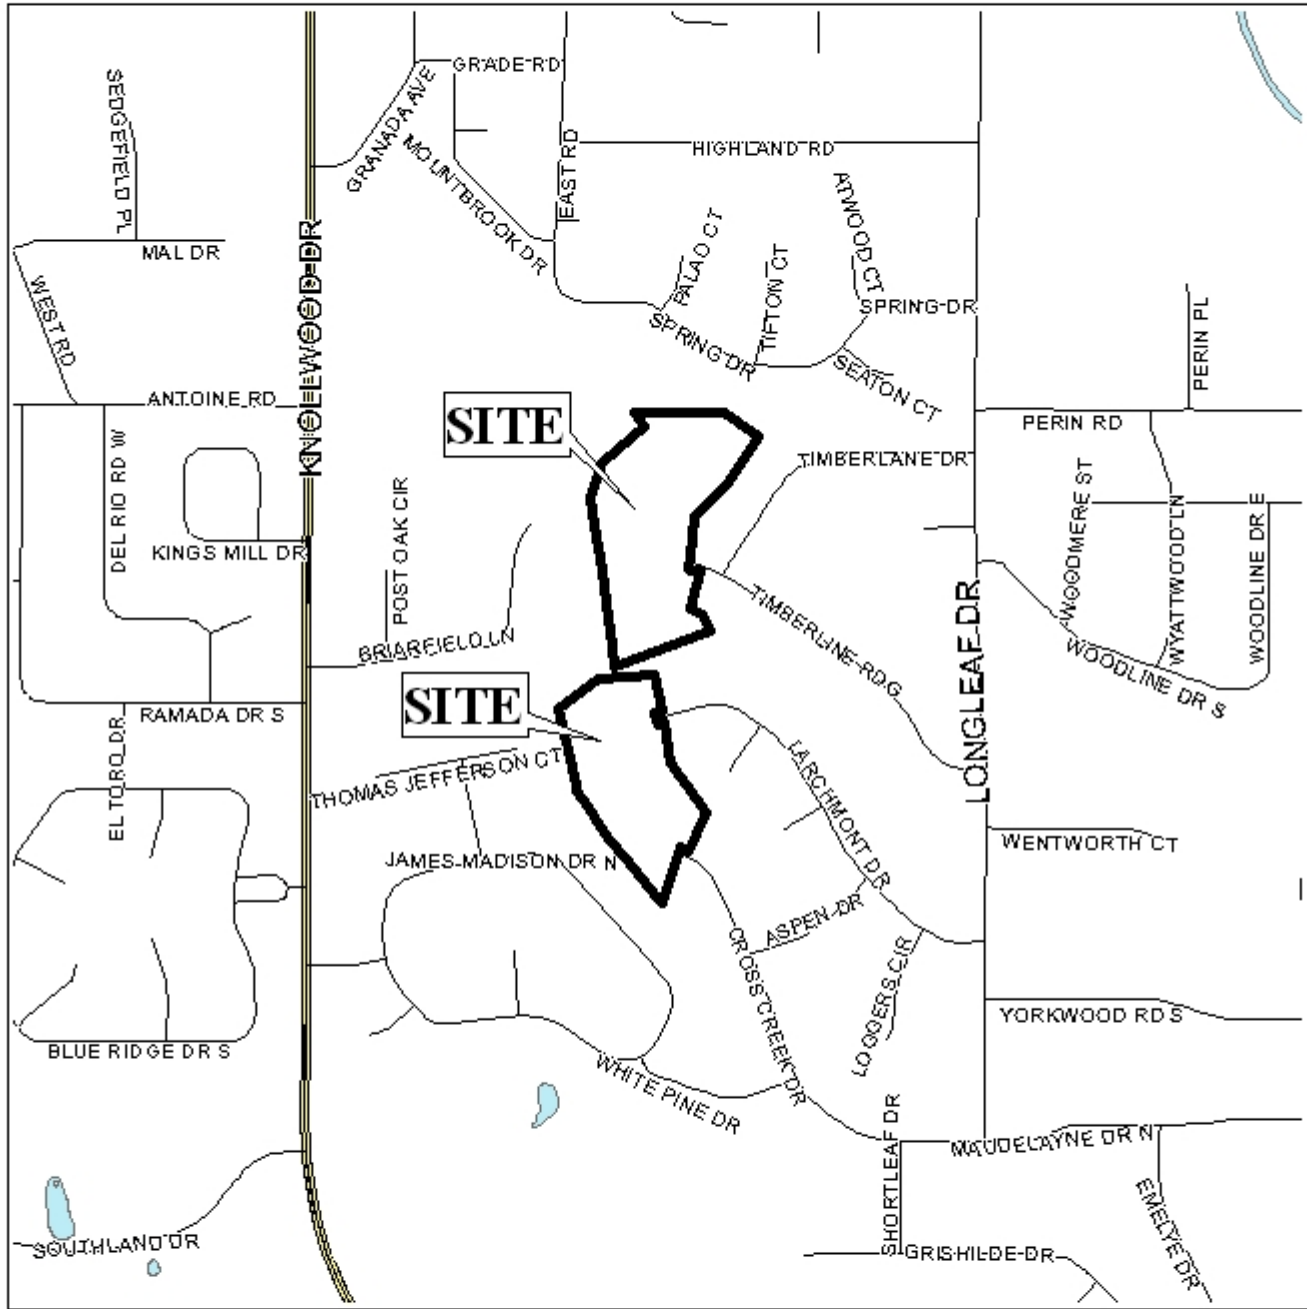 GRADE RD
SEDGEFIELD PL
GRANADA AVE
MOUNTBROOK DR
EAST RD
HIGHLAND RD
ATWOOD CT
PALAO CT
TIFTON CT
MAL DR
KNOLLWOOD DR
WEST RD
SPRING DR
SPRING DR
SEATON CT
PERIN PL
ANTOINE RD
SITE
PERIN RD
DEL RIO RD W
TIMBERLANE DR
POST OAK CIR
WOODMERE ST
WYATTWOOD LN
WOODLINE DR E
KINGS MILL DR
TIMBERLINE RDG
BRIARFIELD LN
LONGLEAF DR
WOODLINE DR S
SITE
RAMADA DR S
EL TORO DR
THOMAS JEFFERSON CT
LARCHMONT DR
JAMES MADISON DR N
WENTWORTH CT
ASPEN DR
CROSSCREEK DR
LOGGERS CIR
YORKWOOD RD S
BLUE RIDGE DR S
WHITE PINE DR
SHORTLEAF DR
MAUDELAYNE DR N
EMELYE DR
SOUTHLAND DR
GRISHILDE DR